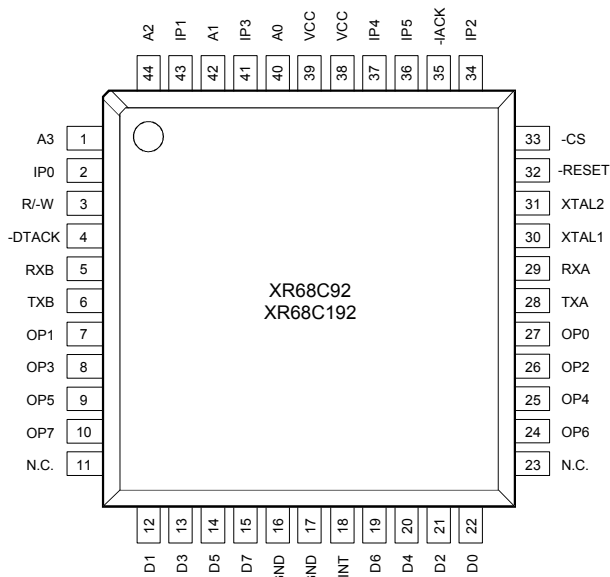 A2 IP1 A1 IP3 A0 VCC VCC IP4 IP5 -IACK IP2
44 43 42 41 40 39 38 37 36 35 34
A3 1 33 -CS
IP0 2 32 -RESET
R/-W 3 31 XTAL2
-DTACK 4 30 XTAL1
RXB 5 29 RXA
TXB 6 28 TXA
OP1 7 27 OP0
OP3 8 26 OP2
OP5 9 25 OP4
OP7 10 24 OP6
N.C. 11 23 N.C.
XR68C92
XR68C192
12 13 14 15 16 17 18 19 20 21 22
D1 D3 D5 D7 GND GND INT D6 D4 D2 D0